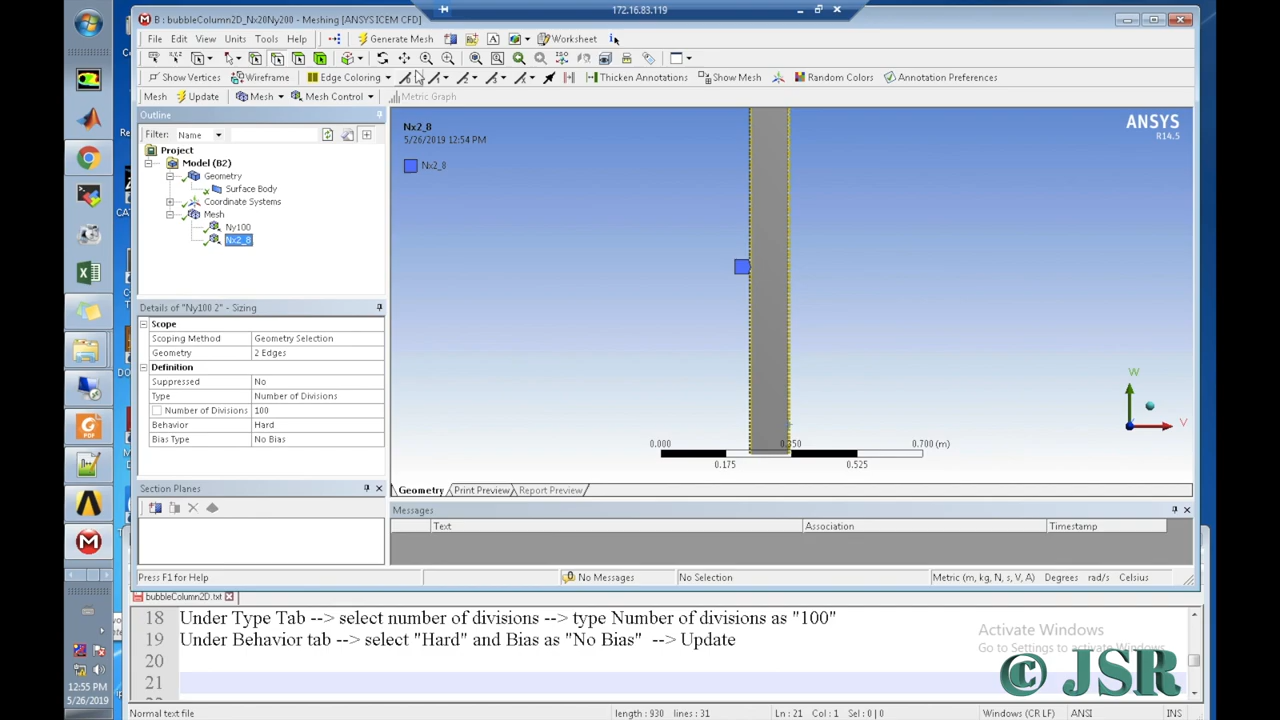 172.16.83.119
B : bubbleColumn2D_Nx20Ny200 - Meshing [ANSYS ICEM CFD]
File Edit View Units Tools Help Generate Mesh Worksheet
Show Vertices Wireframe Edge Coloring Thicken Annotations Show Mesh Random Colors Annotation Preferences
Mesh Update Mesh Mesh Control Metric Graph
Outline
Filter: Name
Project
Model (B2)
Geometry
Surface Body
Coordinate Systems
Mesh
Ny100
Nx2_8
Details of "Ny100 2" - Sizing
Scope
Scoping Method Geometry Selection
Geometry 2 Edges
Definition
Suppressed No
Type Number of Divisions
Number of Divisions 100
Behavior Hard
Bias Type No Bias
Section Planes
Nx2_8
5/26/2019 12:54 PM
Nx2_8
ANSYS
R14.5
W
V
0.000 0.350 0.700 (m)
0.175 0.525
Geometry Print Preview Report Preview
Messages
Text Association Timestamp
Press F1 for Help No Messages No Selection Metric (m, kg, N, s, V, A) Degrees rad/s Celsius
bubbleColumn2D.txt
18 Under Type Tab --> select number of divisions --> type Number of divisions as "100"
19 Under Behavior tab --> select "Hard" and Bias as "No Bias" --> Update
20
21
Activate Windows
Go to Settings to activate Windows.
© JSR
12:55 PM
5/26/2019
Normal text file length : 930 lines : 31 Ln : 21 Col : 1 Sel : 0 | 0 Windows (CR LF) ANSI INS